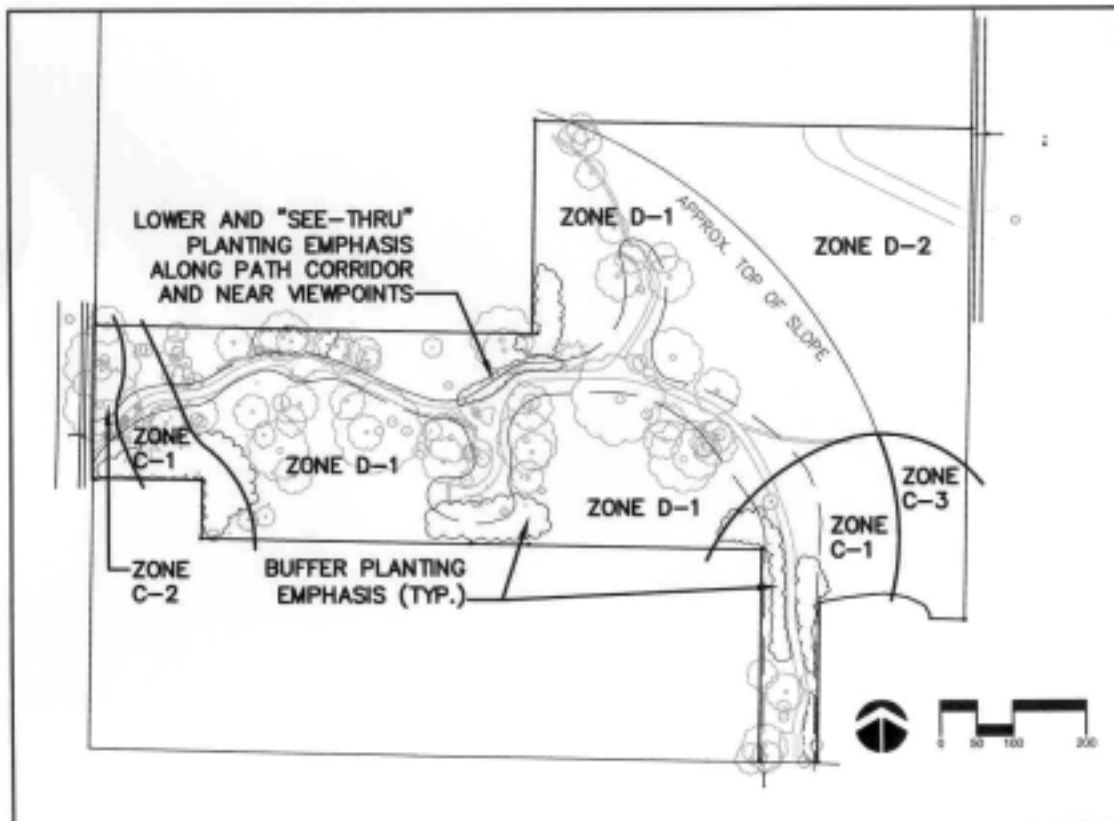 LOWER AND "SEE-THRU"
PLANTING EMPHASIS
ALONG PATH CORRIDOR
AND NEAR VIEWPOINTS
ZONE D-1
APPROX. TOP OF SLOPE
ZONE D-2
ZONE
C-1
ZONE D-1
ZONE D-1
ZONE
C-3
ZONE
C-1
ZONE
C-2
BUFFER PLANTING
EMPHASIS (TYP.)
0 50 100 200